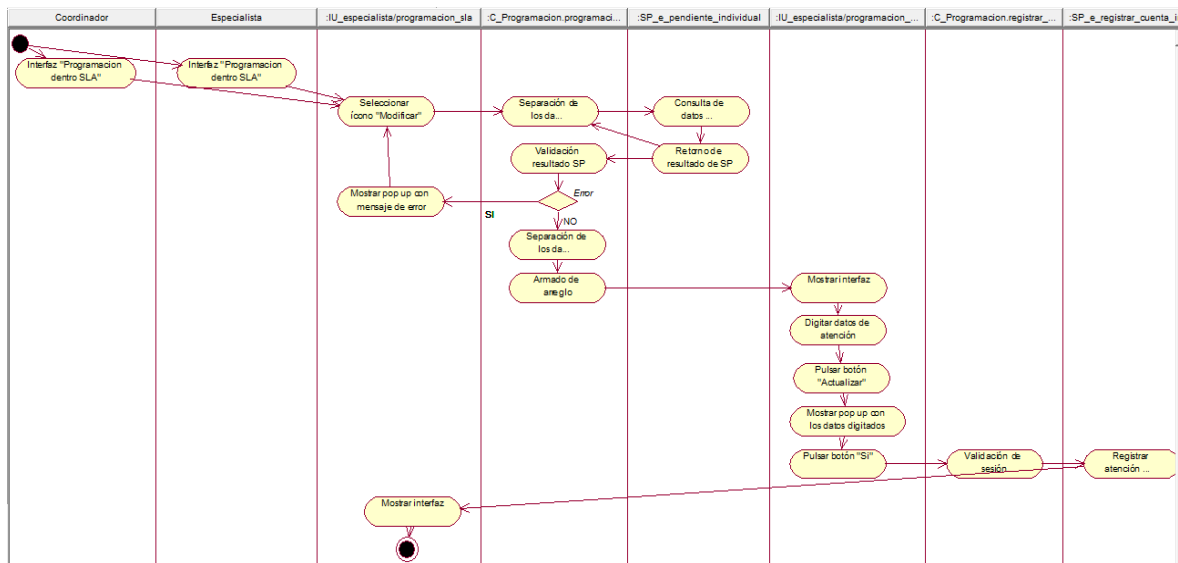 Coordinador
Especialista
:IU_especialista/programacion_sla
:C_Programacion.programaci...
:SP_e_pendiente_individual
:IU_especialista/programacion_...
:C_Programacion.registrar_...
:SP_e_registrar_cuenta_i
Interfaz "Programacion
dentro SLA"
Interfaz "Programacion
dentro SLA"
Seleccionar
ícono "Modificar"
Separación de
los da...
Consulta de
datos ...
Validación
resultado SP
Retorno de
resultado de SP
Mostrar pop up con
mensaje de error
Error
SI
NO
Separación de
los da...
Armado de
arreglo
Mostrar interfaz
Digitar datos de
atención
Pulsar botón
"Actualizar"
Mostrar pop up con
los datos digitados
Pulsar botón "Si"
Validación de
sesión
Registrar
atención ...
Mostrar interfaz